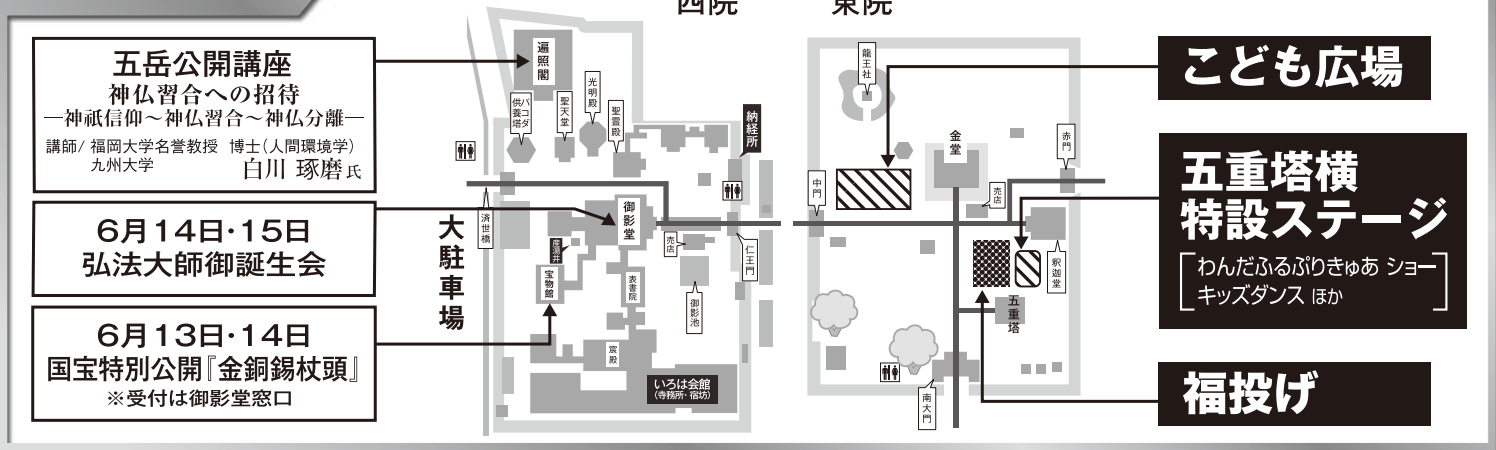 西院
東院
五岳公開講座
神仏習合への招待
―神祇信仰～神仏習合～神仏分離―
講師/ 福岡大学名誉教授 博士(人間環境学)
九州大学 白川 琢磨 氏
6月14日・15日
弘法大師御誕生会
6月13日・14日
国宝特別公開『金銅錫杖頭』
※受付は御影堂窓口
遍照閣
供養塔
パゴダ
聖天堂
光明殿
聖霊殿
納経所
済世橋
大駐車場
御影堂
産湯井
宝物館
売店
仁王門
表書院
御影池
宸殿
いろは会館
(寺務所・宿坊)
龍王社
金堂
赤門
中門
売店
釈迦堂
五重塔
南大門
こども広場
五重塔横
特設ステージ
わんだふるぷりきゅあ ショー
キッズダンス ほか
福投げ